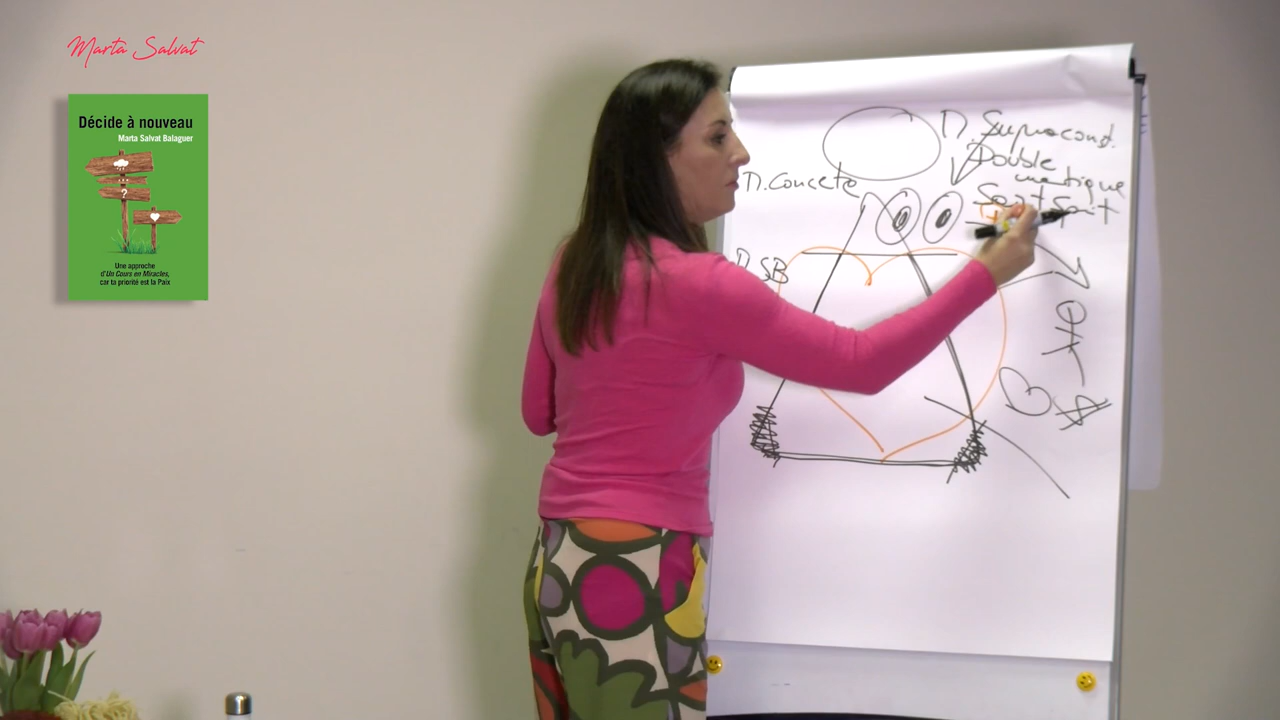 Marta Salvat
Décide à nouveau
Marta Salvat Balaguer
?
Une approche
d'Un Cours en Miracles,
car ta priorité est la Paix
Π. Supracond.
Double
Π. Conceto
Π. SB